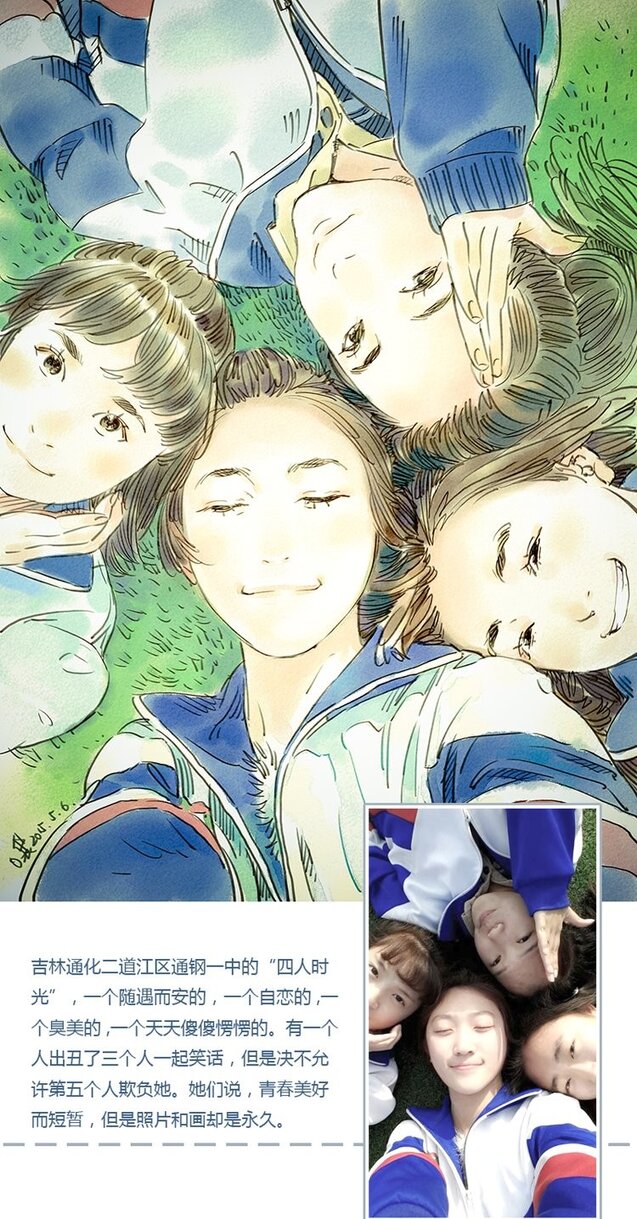 2015.5.6.
吉林通化二道江区通钢一中的“四人时
光”，一个随遇而安的，一个自恋的，一
个臭美的，一个天天傻傻愣愣的。有一个
人出丑了三个人一起笑话，但是决不允
许第五个人欺负她。她们说，青春美好
而短暂，但是照片和画却是永久。